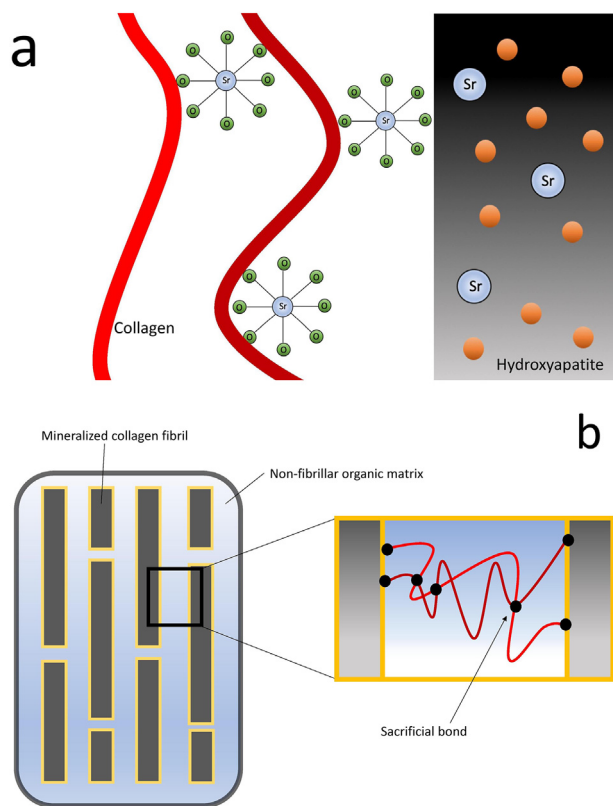 a
O
O
O
O
Sr
O
O
O
O
O
O
O
O
Sr
O
O
O
O
O
O
O
O
Sr
O
O
O
O
Collagen
Sr
Sr
Sr
Hydroxyapatite
b
Mineralized collagen fibril
Non-fibrillar organic matrix
Sacrificial bond